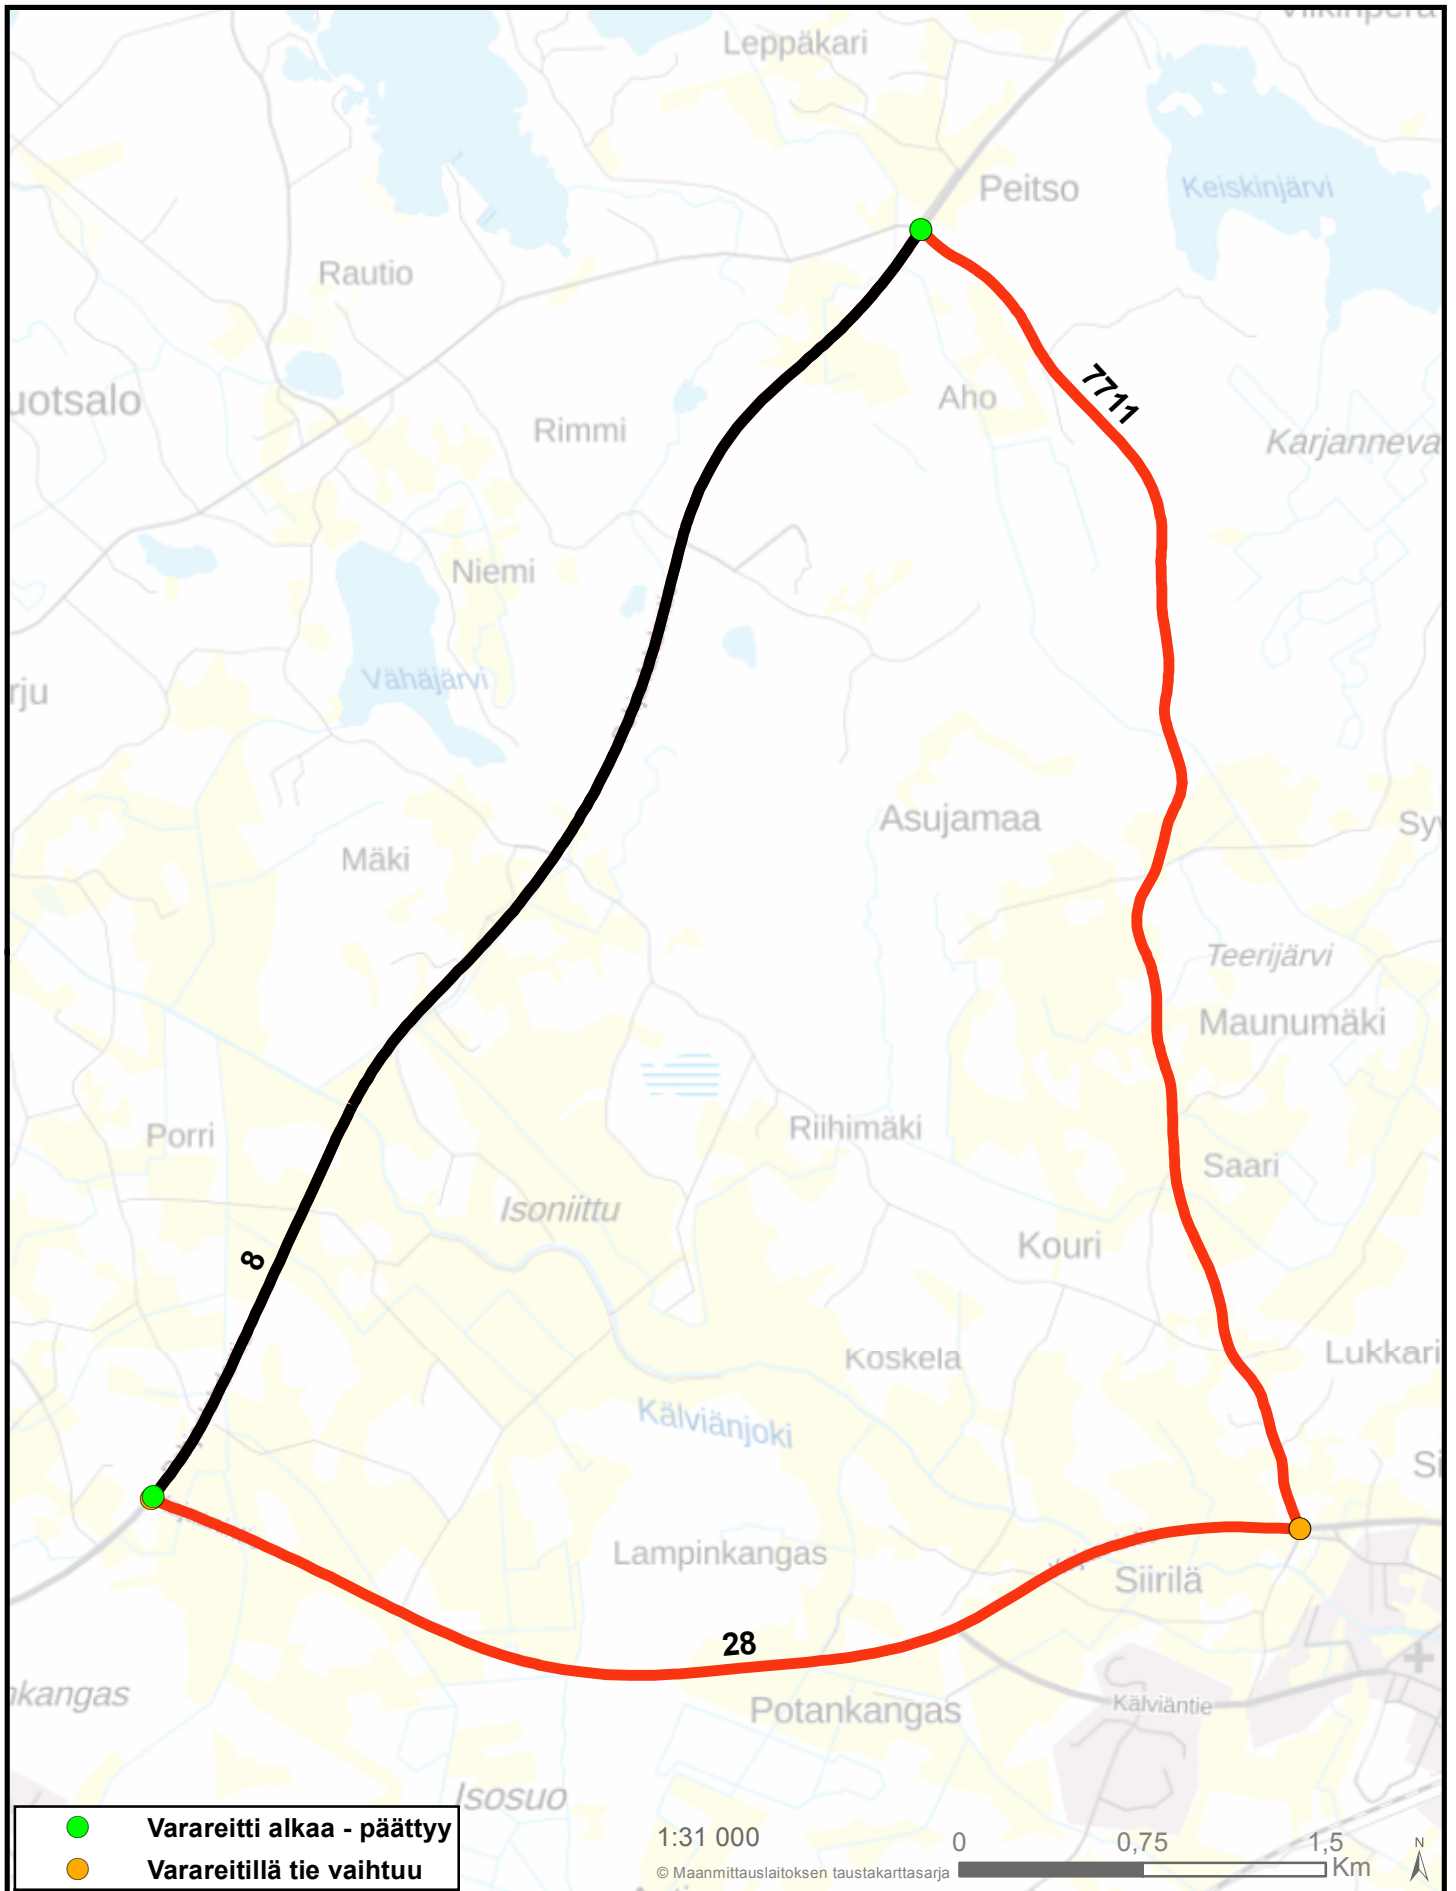 Leppäkari
Peitso
Keiskinjärvi
Rautio
7711
uotsalo
Aho
Rimmi
Karjanneva
Niemi
Vähäjärvi
rju
Asujamaa
Sy
Mäki
Teerijärvi
Maunumäki
Riihimäki
Porri
Saari
Isoniittu
Kouri
8
Lukkari
Koskela
Kälviänjoki
Si
Lampinkangas
Siirilä
28
nkangas
Potankangas
Kälviäntie
Isosuo
Varareitti alkaa - päättyy
Varareitillä tie vaihtuu
1:31 000
© Maanmittauslaitoksen taustakarttasarja
0 0,75 1,5
Km
N